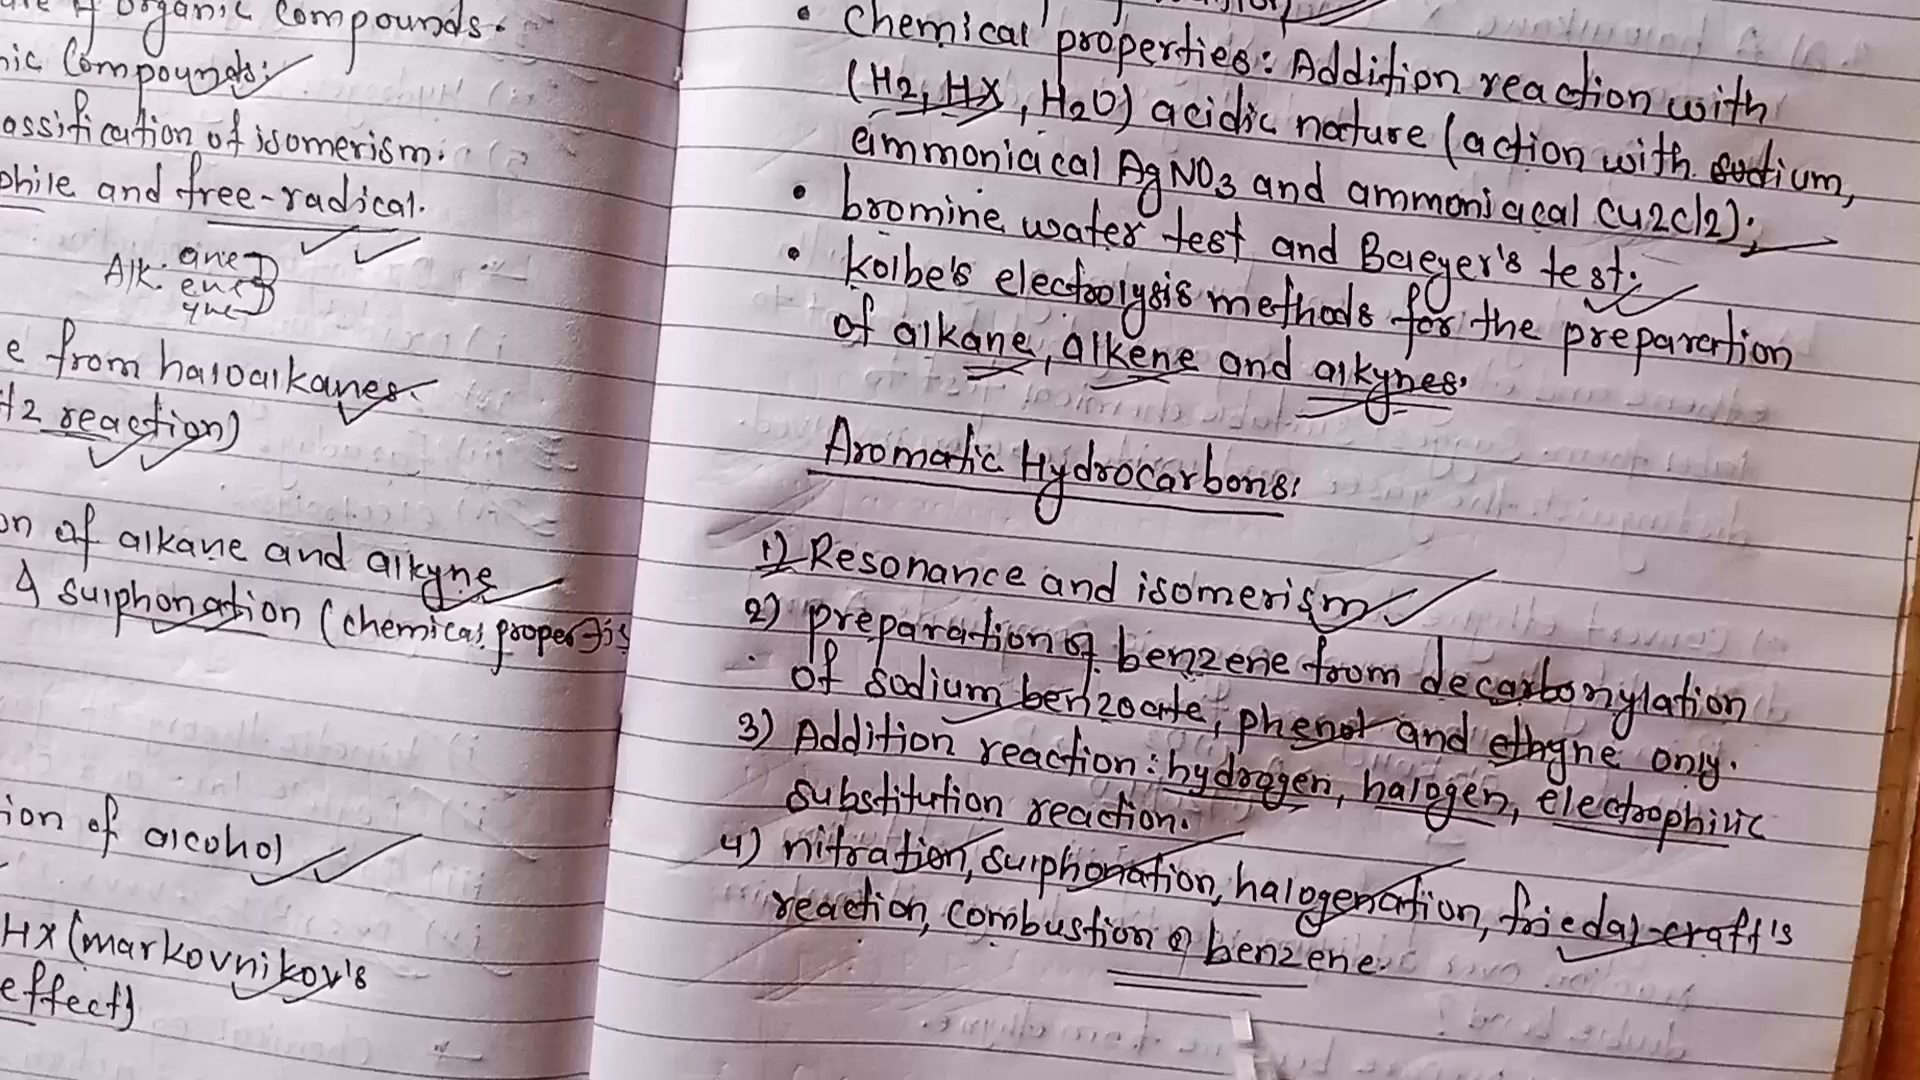 organic compounds.
nic compounds:
assification of isomerism.
phile and free-radical.
Alk: ane
ene
yne
e from haloalkanes.
H2 reaction)
on of alkane and alkyne
& sulphonation (chemical properties
ion of alcohol
HX (markovnikov's
effect)
• chemical properties: Addition reaction with
(H2, HX, H2O) acidic nature (action with sodium,
ammoniacal AgNO3 and ammoniacal Cu2Cl2);
• bromine water test and Baeyer's test;
• kolbe's electrolysis methods for the preparation
of alkane, alkene and alkynes.
Aromatic Hydrocarbons:
1) Resonance and isomerism
2) preparation of benzene from decarbonylation
of sodium benzoate, phenol and ethyne only.
3) Addition reaction: hydrogen, halogen, electrophilic
substitution reaction.
4) nitration, sulphonation, halogenation, friedal-craft's
reaction, combustion of benzene.